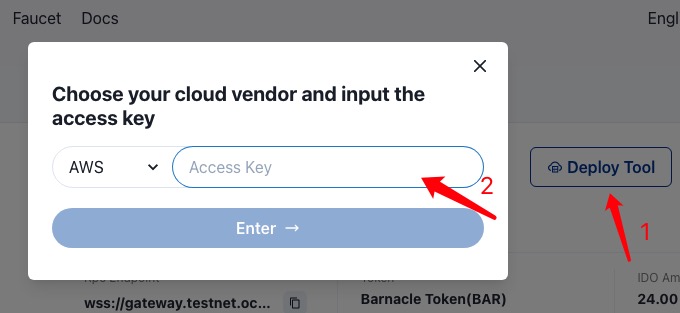 Faucet Docs Engl
Choose your cloud vendor and input the
access key
AWS Access Key
2
Deploy Tool
Enter →
1
Token IDO Am
wss://gateway.testnet.oc... Barnacle Token(BAR) 24.00